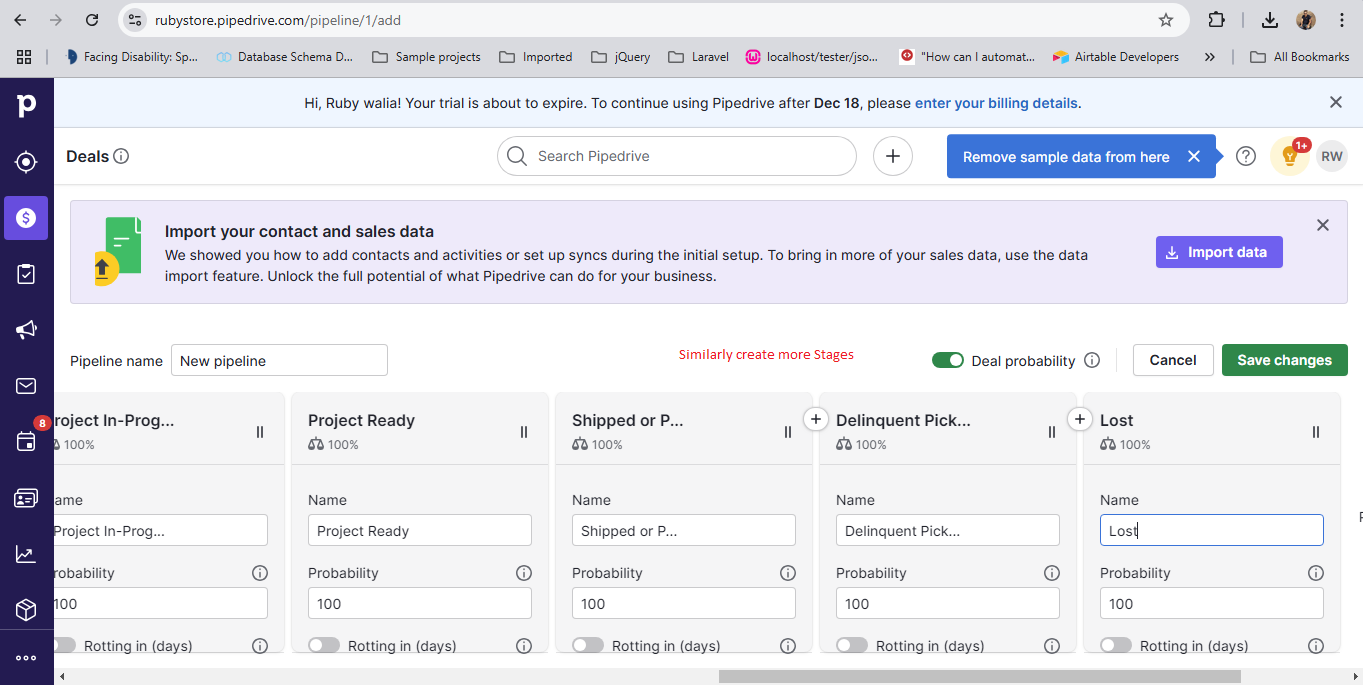 rubystore.pipedrive.com/pipeline/1/add
Facing Disability: Sp... Database Schema D... Sample projects Imported jQuery Laravel localhost/tester/jso... "How can I automat... Airtable Developers » All Bookmarks
p
Hi, Ruby walia! Your trial is about to expire. To continue using Pipedrive after Dec 18, please enter your billing details.
Deals
Search Pipedrive
Remove sample data from here
1+
RW
Import your contact and sales data
We showed you how to add contacts and activities or set up syncs during the initial setup. To bring in more of your sales data, use the data
import feature. Unlock the full potential of what Pipedrive can do for your business.
Import data
Pipeline name New pipeline
Similarly create more Stages
Deal probability
Cancel
Save changes
8
roject In-Prog... Project Ready Shipped or P... Delinquent Pick... Lost
100% 100% 100% 100% 100%
ame Name Name Name Name
Project In-Prog... Project Ready Shipped or P... Delinquent Pick... Lost
robability Probability Probability Probability Probability
100 100 100 100 100
Rotting in (days) Rotting in (days) Rotting in (days) Rotting in (days) Rotting in (days)